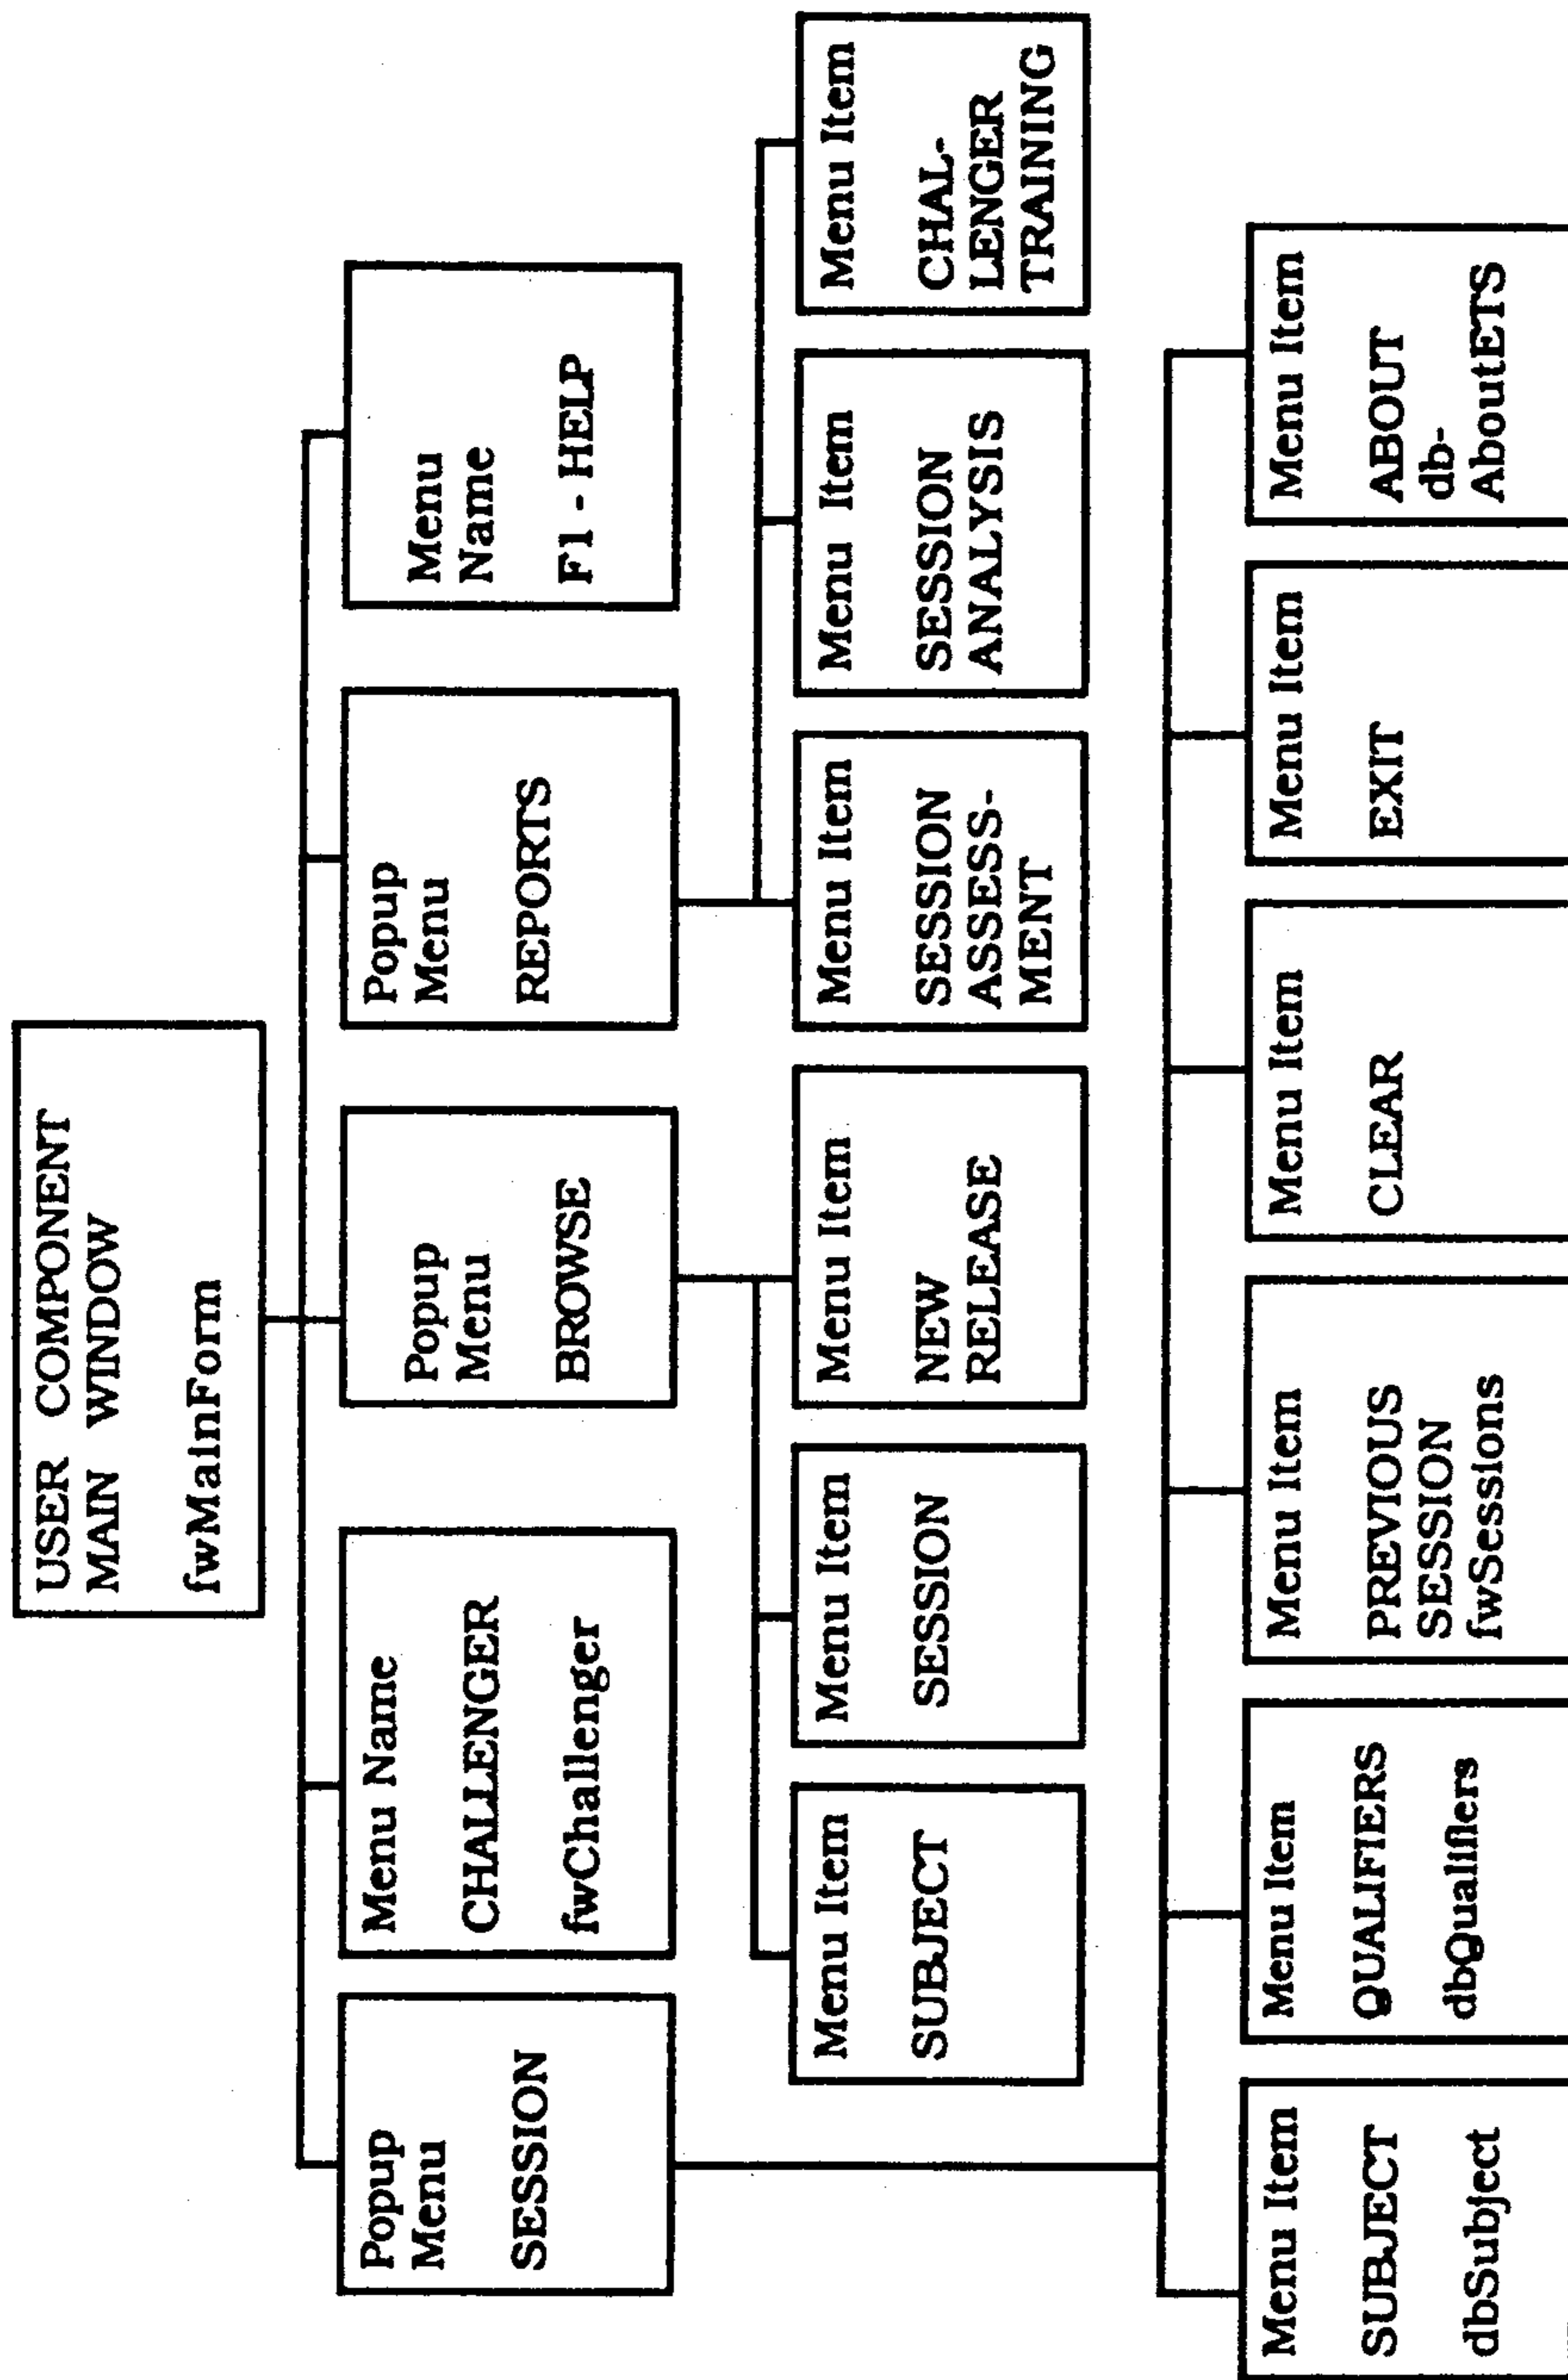 USER COMPONENT
MAIN WINDOW
fwMainForm
Popup
Menu
SESSION
Menu Name
CHALLENGER
fwChallenger
Popup
Menu
BROWSE
Popup
Menu
REPORTS
Menu
Name
F1 - HELP
Menu Item
SUBJECT
Menu Item
SESSION
Menu Item
NEW
RELEASE
Menu Item
SESSION
ASSESS-
MENT
Menu Item
SESSION
ANALYSIS
Menu Item
CHAL-
LENGER
TRAINING
Menu Item
SUBJECT
dbSubject
Menu Item
QUALIFIERS
dbQualifiers
Menu Item
PREVIOUS
SESSION
fwSessions
Menu Item
CLEAR
Menu Item
EXIT
Menu Item
ABOUT
db-
AboutETS